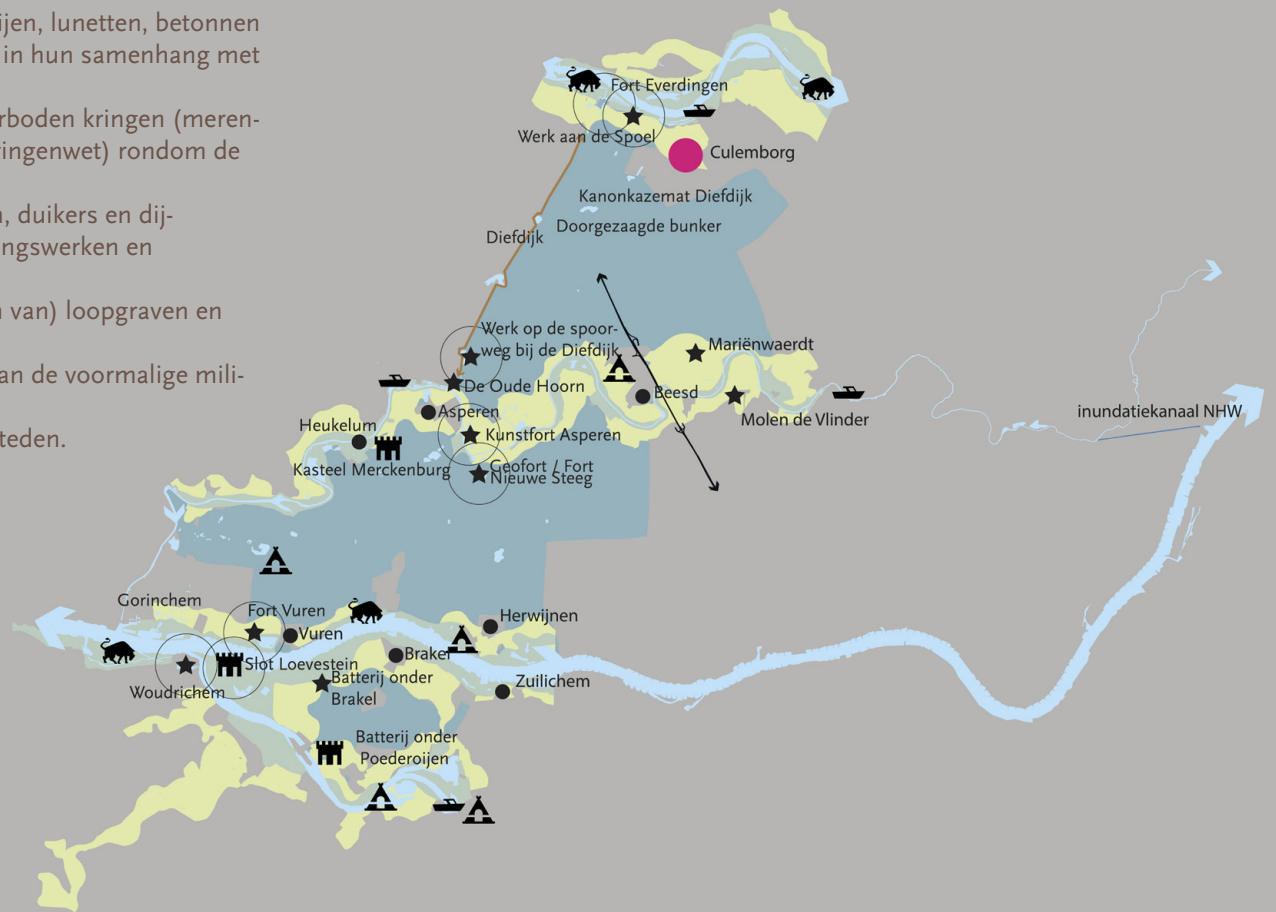 ijen, lunetten, betonnen
in hun samenhang met
rboden kringen (meren-
ringenwet) rondom de
n, duikers en dij-
ngswerken en
n van) loopgraven en
an de voormalige mili-
teden.
Fort Everdingen
Werk aan de Spoel
Culemborg
Kanonkazemat Diefdijk
Doorgezaagde bunker
Diefdijk
Werk op de spoor-
weg bij de Diefdijk
Mariënwaerdt
De Oude Hoorn
Beesd
Asperen
Molen de Vlinder
inundatiekanaal NHW
Heukelum
Kunstfort Asperen
Kasteel Merckenburg
Geofort / Fort
Nieuwe Steeg
Gorinchem
Fort Vuren
Herwijnen
Vuren
Brakel
Slot Loevestein
Woudrichem
Batterij onder
Brakel
Zuilichem
Batterij onder
Poederoijen